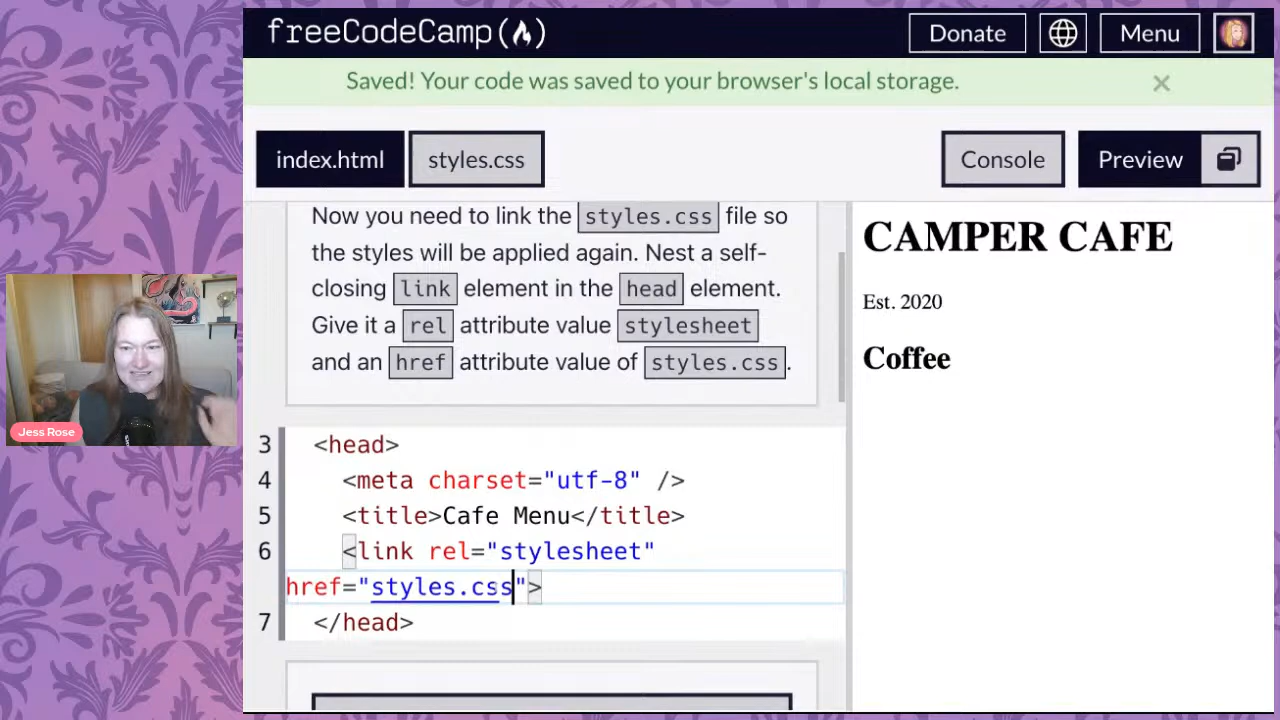 freeCodeCamp
Donate
Menu
Saved! Your code was saved to your browser's local storage.
×
index.html
styles.css
Console
Preview
Now you need to link the styles.css file so
the styles will be applied again. Nest a self-
closing link element in the head element.
Give it a rel attribute value stylesheet
and an href attribute value of styles.css.
3 <head>
4 <meta charset="utf-8" />
5 <title>Cafe Menu</title>
6 <link rel="stylesheet"
href="styles.css">
7 </head>
CAMPER CAFE
Est. 2020
Coffee
Jess Rose